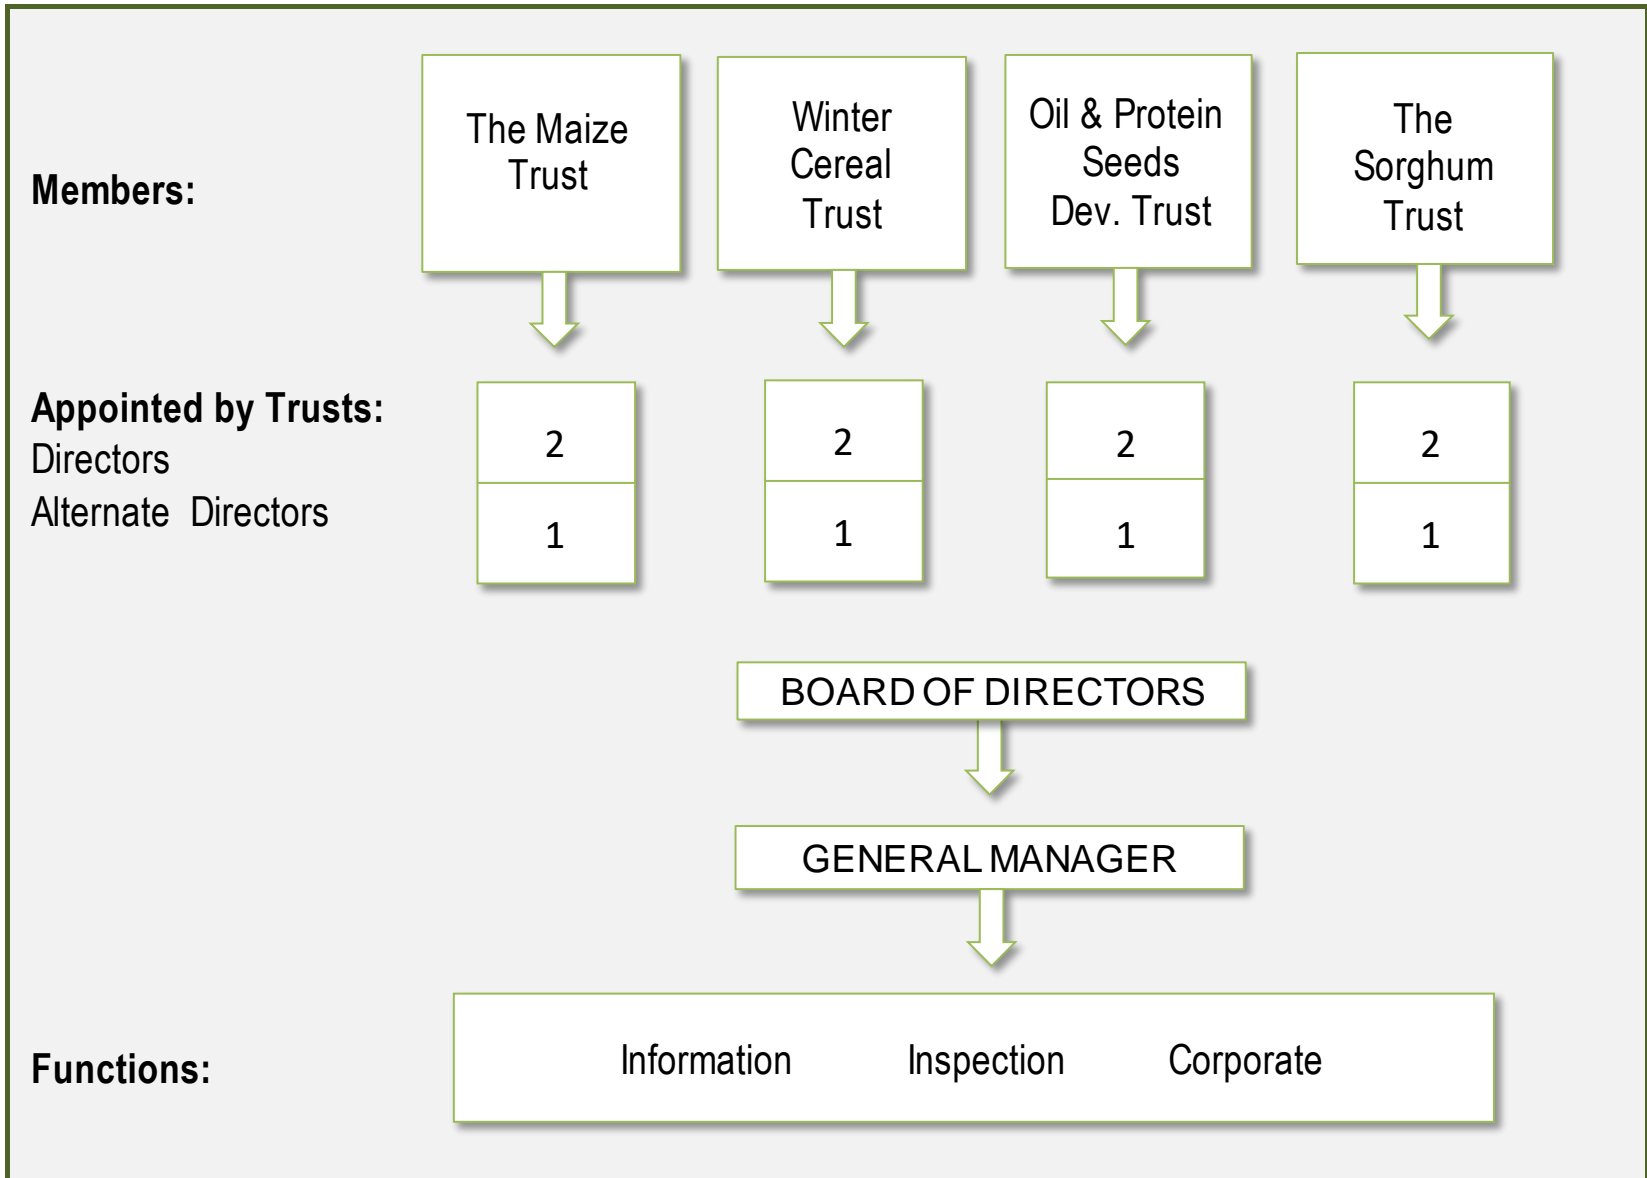 Members:
The Maize
Trust
Winter
Cereal
Trust
Oil & Protein
Seeds
Dev. Trust
The
Sorghum
Trust
Appointed by Trusts:
Directors
2 2 2 2
Alternate Directors
1 1 1 1
BOARD OF DIRECTORS
GENERAL MANAGER
Functions:
Information Inspection Corporate